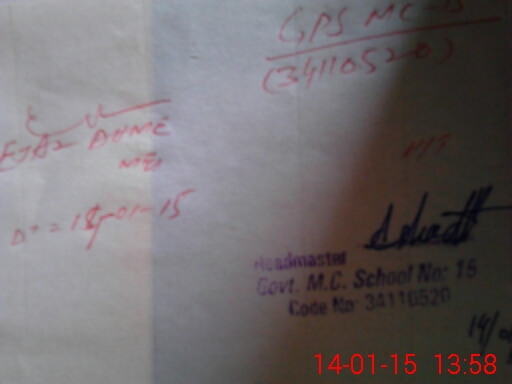 GPS MC-15
(34110520)
EJAZ AHMED
D^T = 14-01-15
Headmaster
Govt. M.C. School No: 15
Code No: 34110520
14/
14-01-15 13:58